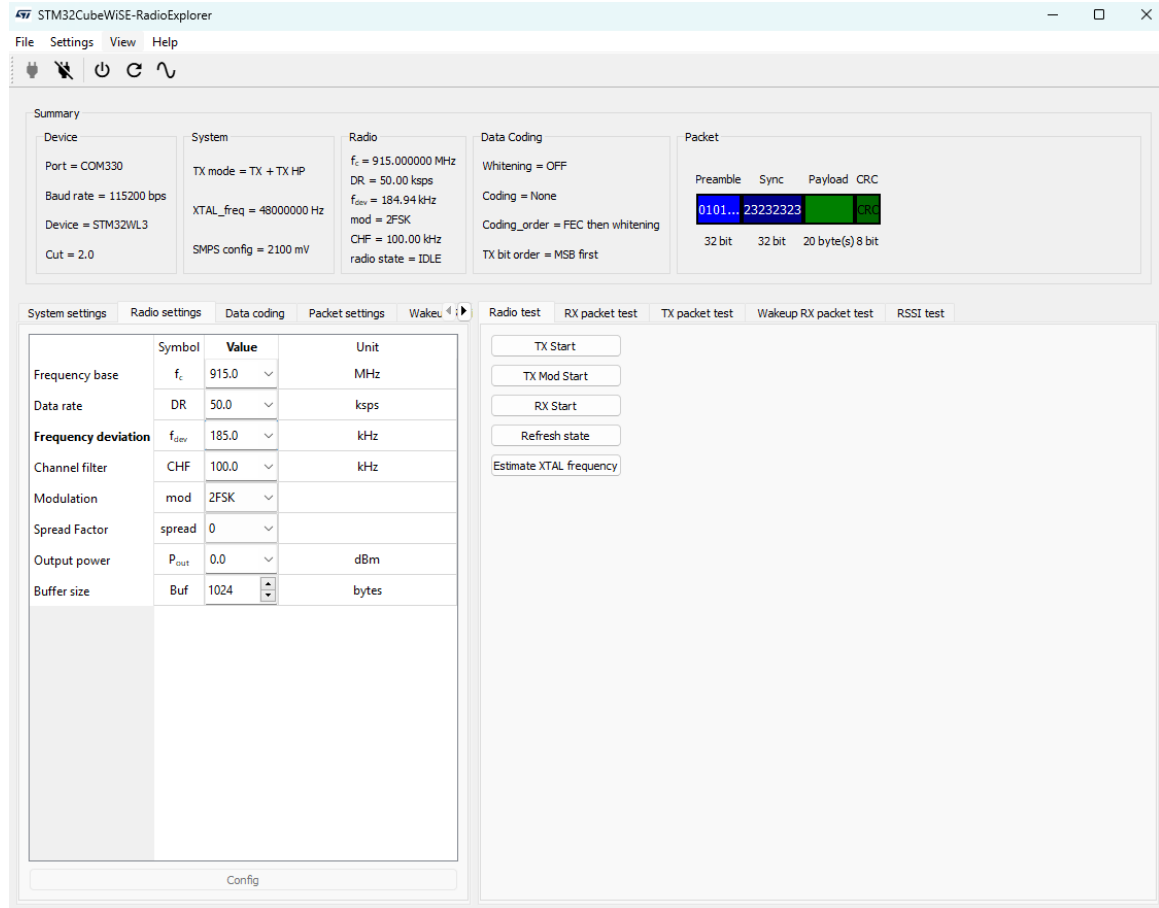 STM32CubeWiSE-RadioExplorer
File Settings View Help
Summary
Device
Port = COM330
Baud rate = 115200 bps
Device = STM32WL3
Cut = 2.0
System
TX mode = TX + TX HP
XTAL_freq = 48000000 Hz
SMPS config = 2100 mV
Radio
fc = 915.000000 MHz
DR = 50.00 ksps
fdev = 184.94 kHz
mod = 2FSK
CHF = 100.00 kHz
radio state = IDLE
Data Coding
Whitening = OFF
Coding = None
Coding_order = FEC then whitening
TX bit order = MSB first
Packet
Preamble Sync Payload CRC
0101... 23232323 CRC
32 bit 32 bit 20 byte(s) 8 bit
System settings Radio settings Data coding Packet settings
Symbol Value Unit
Frequency base fc 915.0 MHz
Data rate DR 50.0 ksps
Frequency deviation fdev 185.0 kHz
Channel filter CHF 100.0 kHz
Modulation mod 2FSK
Spread Factor spread 0
Output power Pout 0.0 dBm
Buffer size Buf 1024 bytes
Config
Radio test RX packet test TX packet test Wakeup RX packet test RSSI test
TX Start
TX Mod Start
RX Start
Refresh state
Estimate XTAL frequency